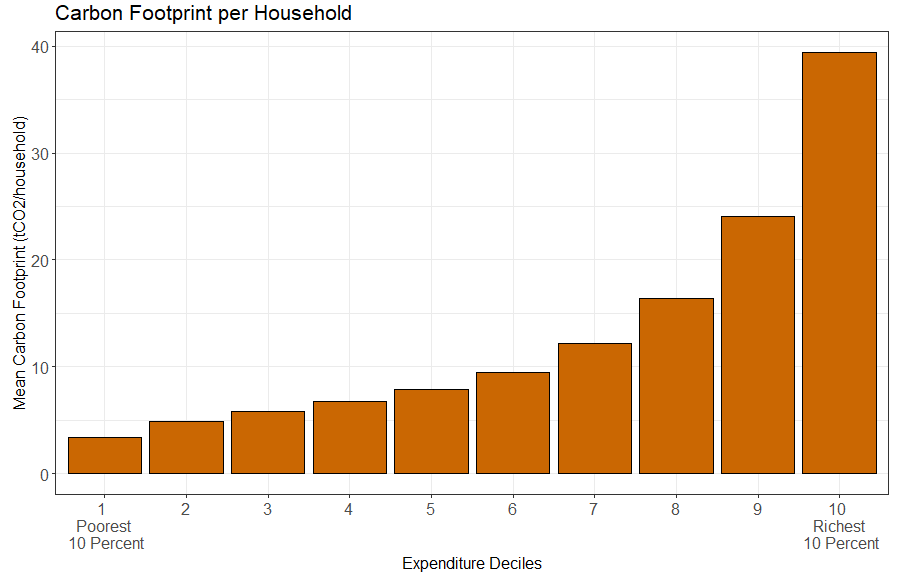 Carbon Footprint per Household
Mean Carbon Footprint (tCO2/household)
40
30
20
10
0
1 2 3 4 5 6 7 8 9 10
Poorest Richest
10 Percent 10 Percent
Expenditure Deciles